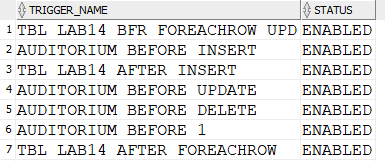 TRIGGER_NAME STATUS
1 TBL LAB14 BFR FOREACHROW UPD ENABLED
2 AUDITORIUM BEFORE INSERT ENABLED
3 TBL LAB14 AFTER INSERT ENABLED
4 AUDITORIUM BEFORE UPDATE ENABLED
5 AUDITORIUM BEFORE DELETE ENABLED
6 AUDITORIUM BEFORE 1 ENABLED
7 TBL LAB14 AFTER FOREACHROW ENABLED